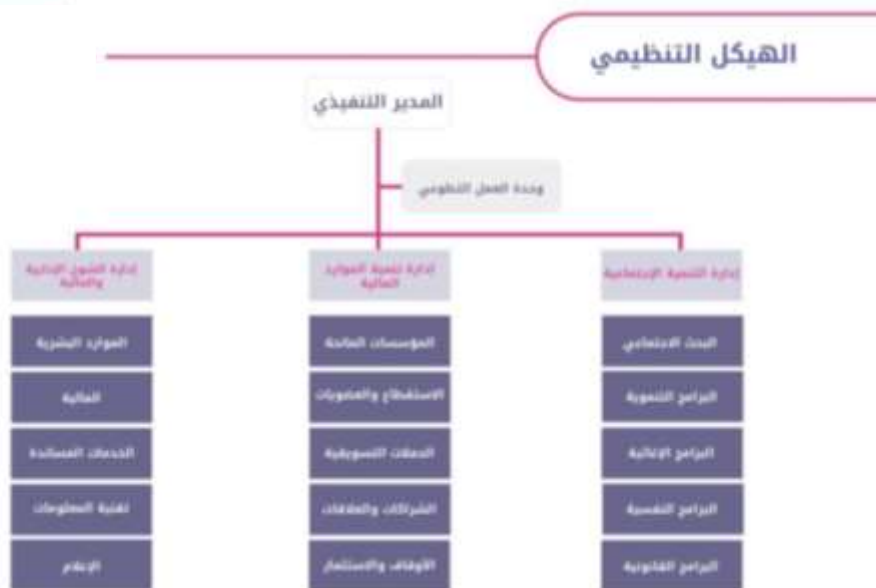 الهيكل التنظيمي
المدير التنفيذي
وحدة العمل التطوعي
إدارة التنمية الإجتماعية
إدارة تنمية الموارد
المالية
إدارة الشئون الإدارية
والمالية
البحث الاجتماعي
المؤسسات المانحة
الموارد البشرية
البرامج التنموية
الاستقطاع والعضويات
المالية
البرامج الإغاثية
الحملات التسويقية
الخدمات المساندة
البرامج النفسية
الشراكات والعلاقات
تقنية المعلومات
البرامج القانونية
الأوقاف والاستثمار
الإعلام